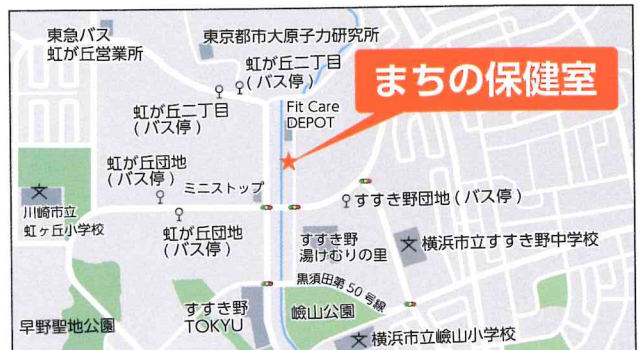 東急バス
虹が丘営業所
東京都市大原子力研究所
虹が丘二丁目
(バス停)
まちの保健室
虹が丘二丁目
(バス停)
Fit Care
DEPOT
虹が丘団地
(バス停)
ミニストップ
すすき野団地(バス停)
川崎市立
虹ヶ丘小学校
虹が丘団地
(バス停)
すすき野
湯けむりの里
横浜市立すすき野中学校
黒須田第50号線
すすき野
TOKYU
嶮山公園
早野聖地公園
横浜市立嶮山小学校